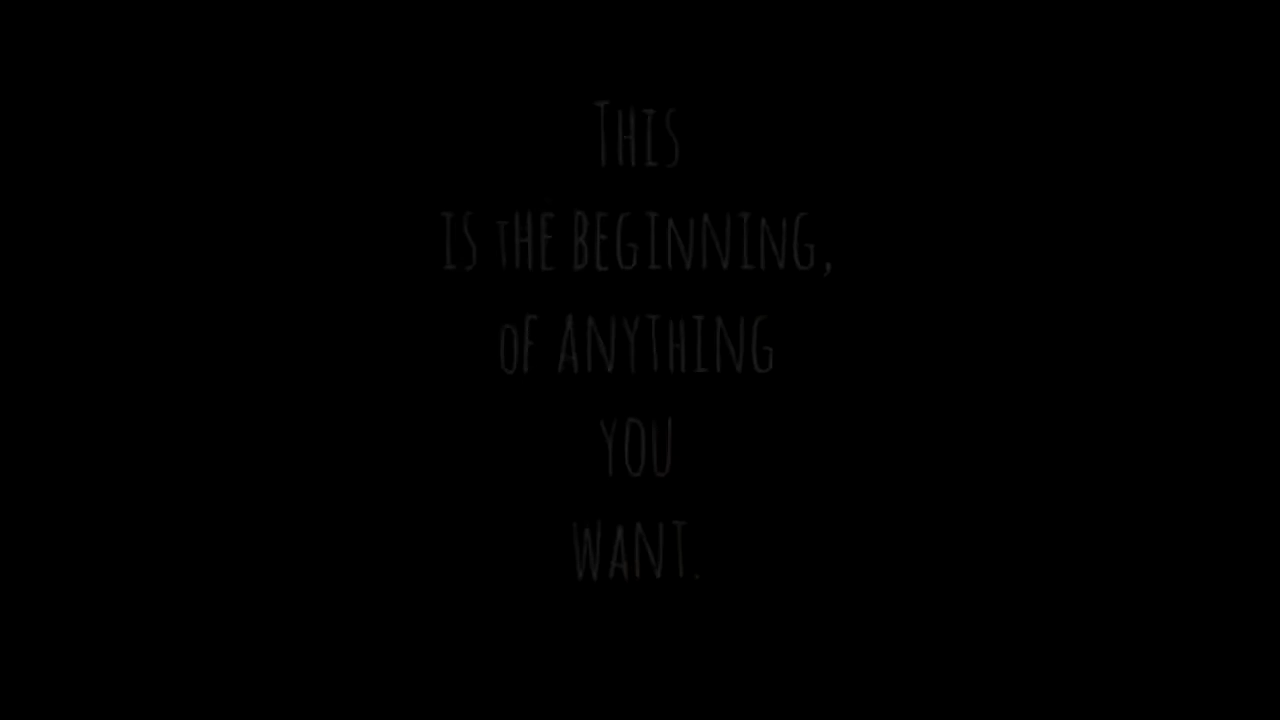 This
is the beginning,
of Anything
you
want.